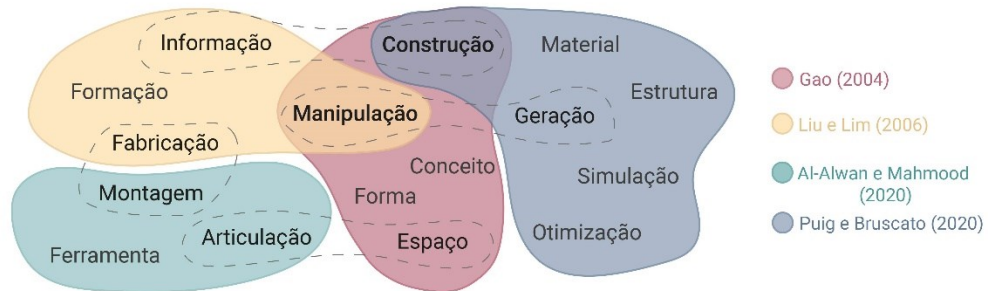 Informação
Construção
Material
Formação
Manipulação
Geração
Estrutura
Fabricação
Conceito
Montagem
Forma
Simulação
Articulação
Espaço
Otimização
Ferramenta
Gao (2004)
Liu e Lim (2006)
Al-Alwan e Mahmood
(2020)
Puig e Bruscato (2020)